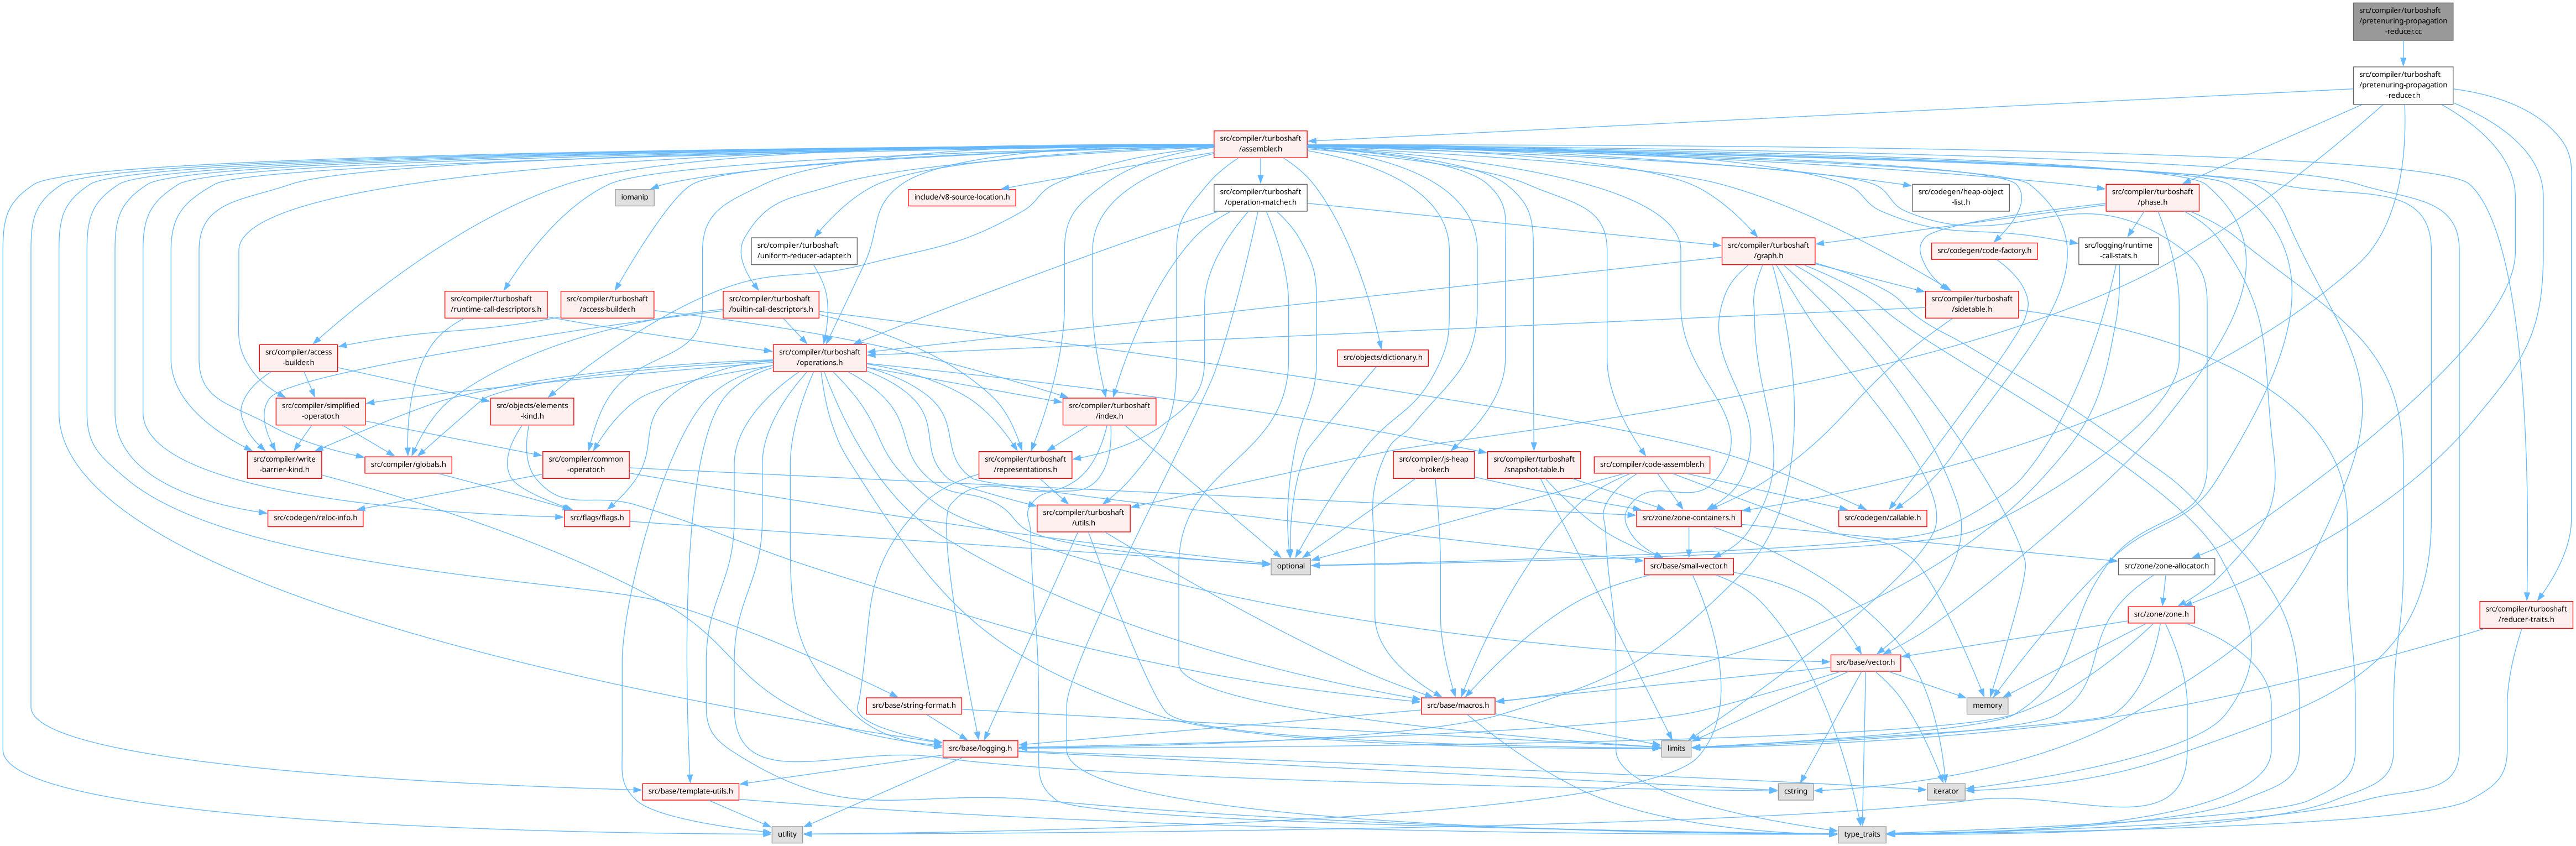 src/compiler/turboshaft
/pretenuring-propagation
-reducer.cc
src/compiler/turboshaft
/pretenuring-propagation
-reducer.h
src/compiler/turboshaft
/assembler.h
iomanip
include/v8-source-location.h
src/compiler/turboshaft
/operation-matcher.h
src/codegen/heap-object
-list.h
src/compiler/turboshaft
/phase.h
src/compiler/turboshaft
/uniform-reducer-adapter.h
src/compiler/turboshaft
/graph.h
src/codegen/code-factory.h
src/logging/runtime
-call-stats.h
src/compiler/turboshaft
/runtime-call-descriptors.h
src/compiler/turboshaft
/access-builder.h
src/compiler/turboshaft
/builtin-call-descriptors.h
src/compiler/turboshaft
/sidetable.h
src/compiler/access
-builder.h
src/compiler/turboshaft
/operations.h
src/objects/dictionary.h
src/compiler/simplified
-operator.h
src/objects/elements
-kind.h
src/compiler/turboshaft
/index.h
src/compiler/write
-barrier-kind.h
src/compiler/globals.h
src/compiler/common
-operator.h
src/compiler/turboshaft
/representations.h
src/compiler/js-heap
-broker.h
src/compiler/turboshaft
/snapshot-table.h
src/compiler/code-assembler.h
src/codegen/reloc-info.h
src/flags/flags.h
src/compiler/turboshaft
/utils.h
src/zone/zone-containers.h
src/codegen/callable.h
optional
src/base/small-vector.h
src/zone/zone-allocator.h
src/zone/zone.h
src/compiler/turboshaft
/reducer-traits.h
src/base/vector.h
src/base/string-format.h
src/base/macros.h
memory
src/base/logging.h
limits
src/base/template-utils.h
cstring
iterator
utility
type_traits